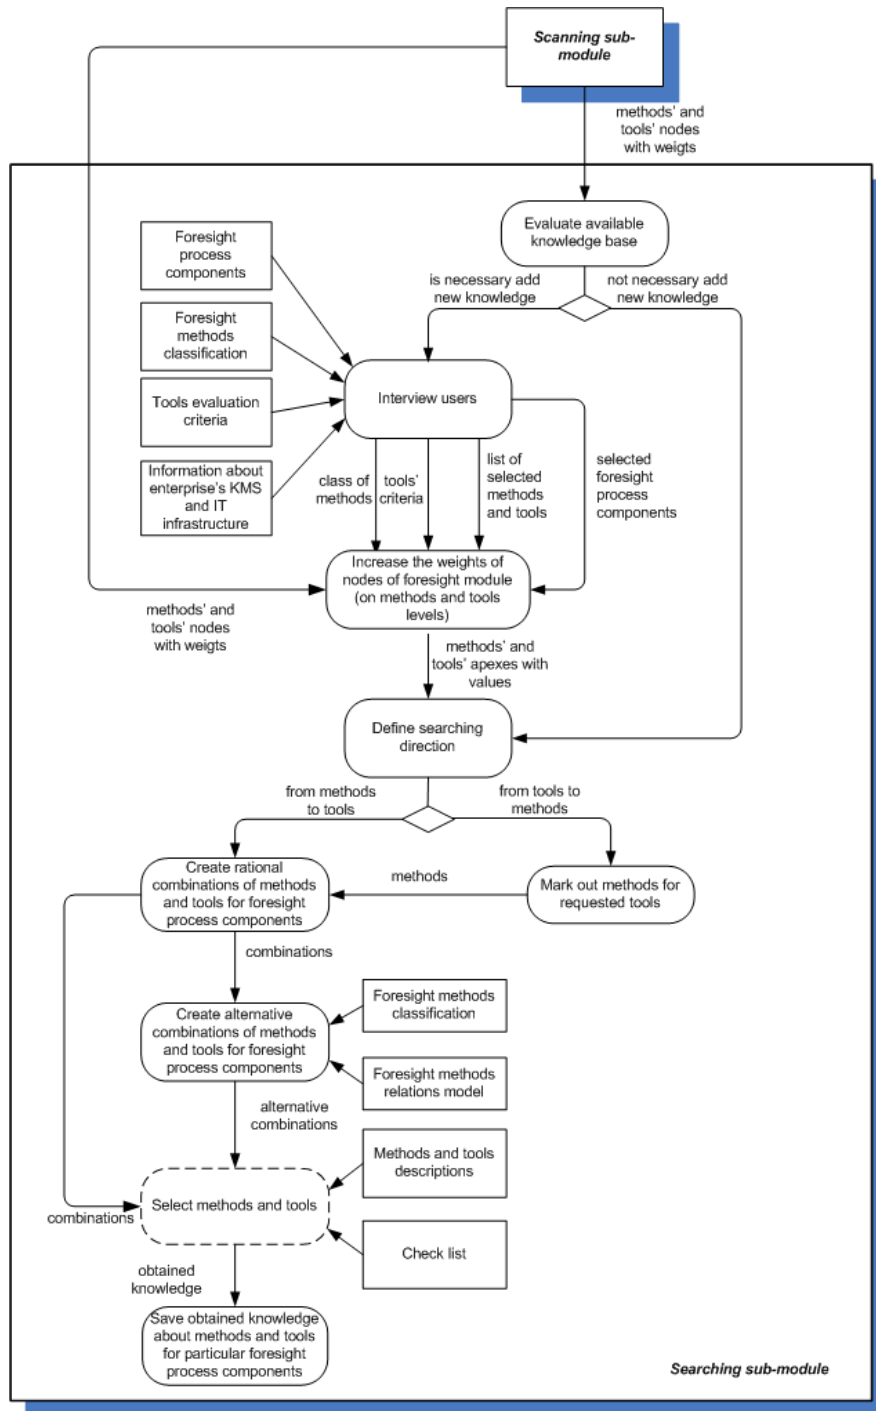 Scanning sub-
module
methods' and
tools' nodes
with weigts
Evaluate available
knowledge base
is necessary add
new knowledge
not necessary add
new knowledge
Foresight
process
components
Foresight
methods
classification
Tools evaluation
criteria
Information about
enterprise's KMS
and IT
infrastructure
Interview users
class of
methods
tools'
criteria
list of
selected
methods
and tools
selected
foresight
process
components
Increase the weights of
nodes of foresight module
(on methods and tools
levels)
methods' and
tools' nodes
with weigts
methods' and
tools' apexes with
values
Define searching
direction
from methods
to tools
from tools to
methods
Create rational
combinations of methods
and tools for foresight
process components
methods
Mark out methods for
requested tools
combinations
Create alternative
combinations of methods
and tools for foresight
process components
Foresight methods
classification
Foresight methods
relations model
alternative
combinations
Methods and tools
descriptions
Select methods and tools
combinations
Check list
obtained
knowledge
Save obtained knowledge
about methods and tools
for particular foresight
process components
Searching sub-module